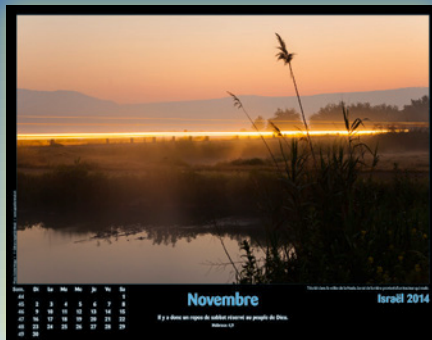 Sem. Di Lu Ma Me Je Ve Sa
44 1
45 2 3 4 5 6 7 8
46 9 10 11 12 13 14 15
47 16 17 18 19 20 21 22
48 23 24 25 26 27 28 29
49 30
Novembre
Il y a donc un repos de sabbat réservé au peuple de Dieu.
Hébreux 4,9
Israël 2014